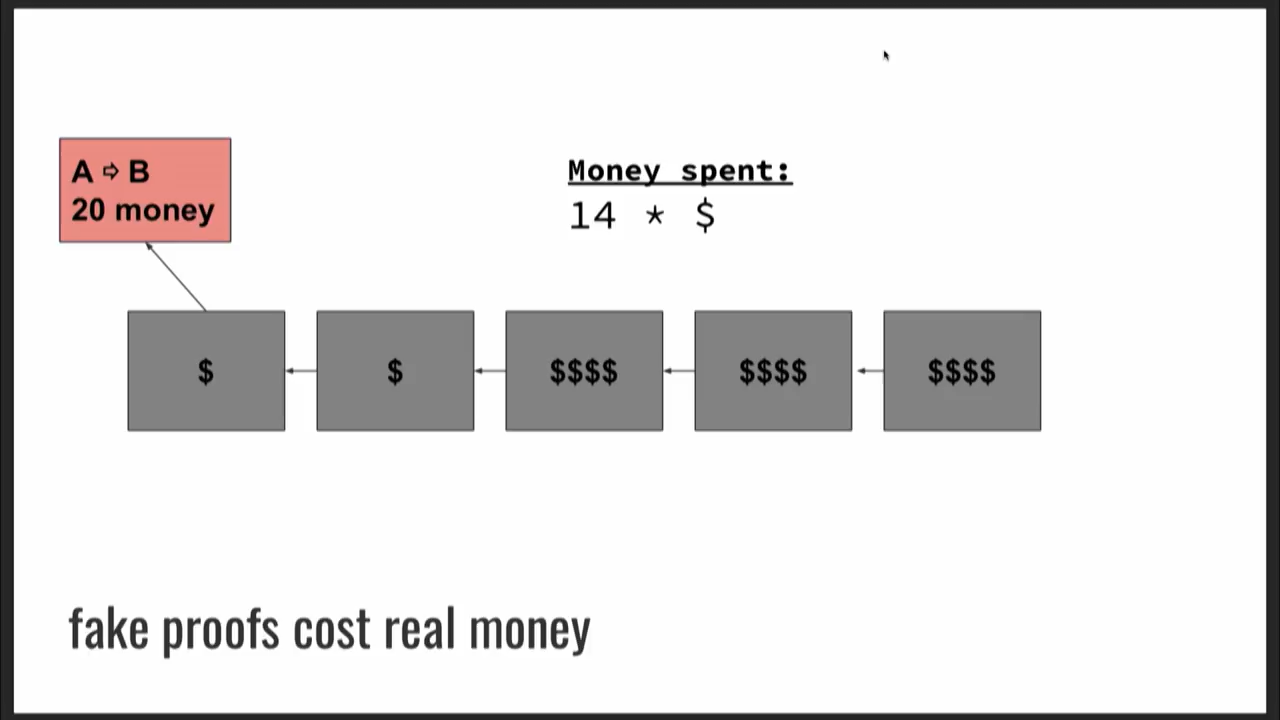 A ⇨ B
20 money
Money spent:
14 * $
$
$
$$$$
$$$$
$$$$
fake proofs cost real money